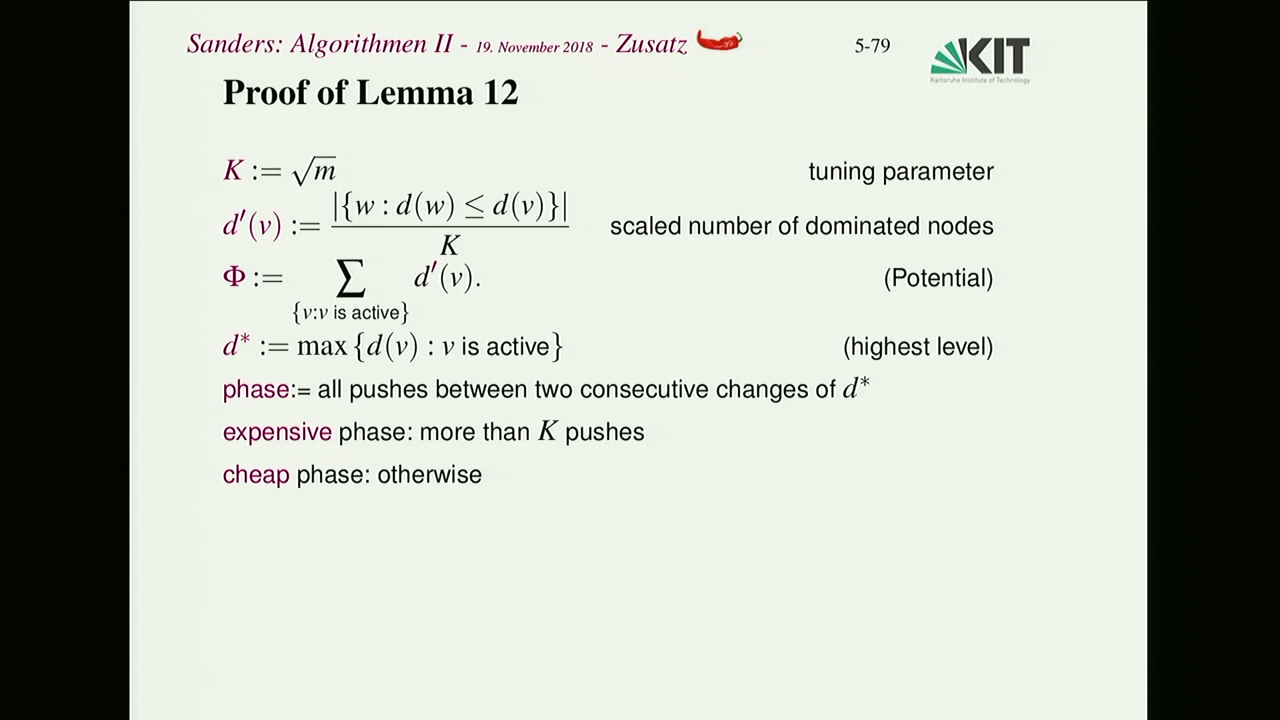 Sanders: Algorithmen II - 19. November 2018 - Zusatz 5-79 KIT
Karlsruhe Institute of Technology
Proof of Lemma 12
K := √m tuning parameter
d′(v) := |{w : d(w) ≤ d(v)}| / K scaled number of dominated nodes
Φ := ∑_{v:v is active} d′(v). (Potential)
d* := max {d(v) : v is active} (highest level)
phase:= all pushes between two consecutive changes of d*
expensive phase: more than K pushes
cheap phase: otherwise